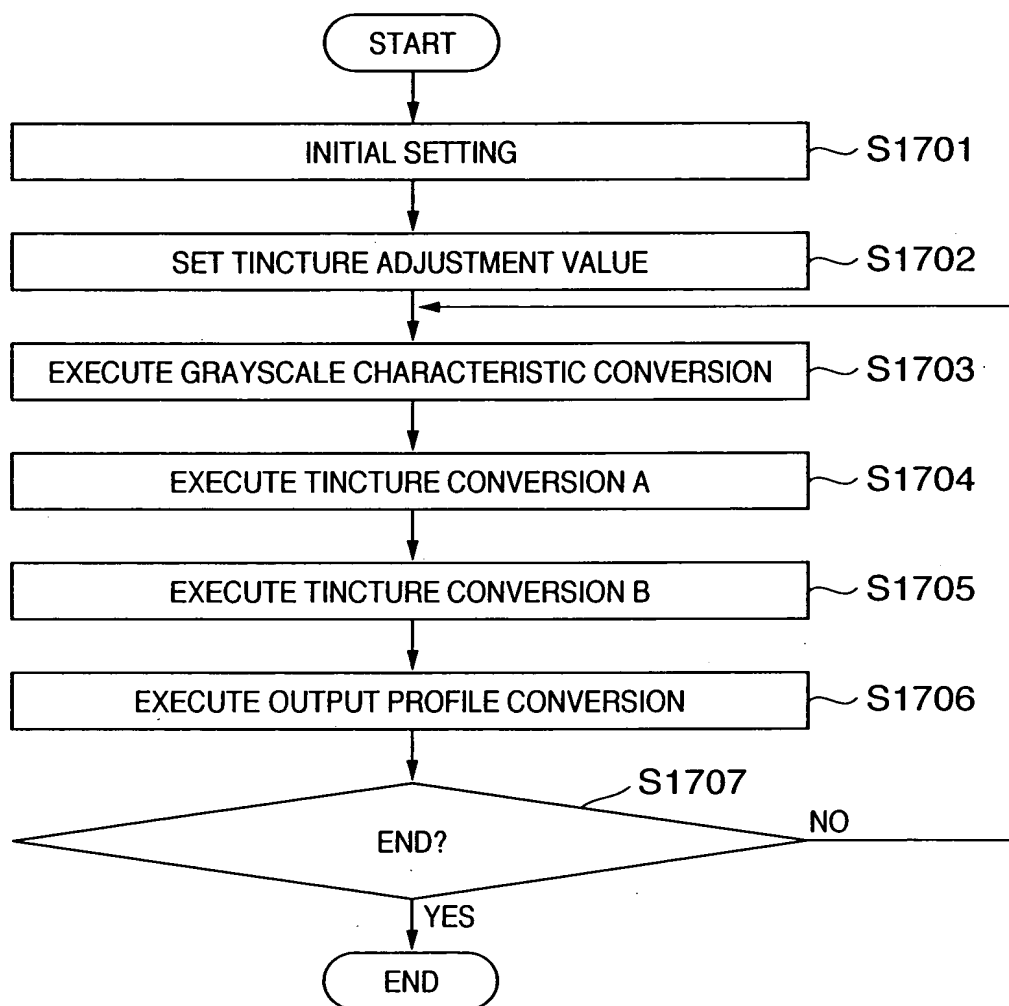 START
INITIAL SETTING
S1701
SET TINCTURE ADJUSTMENT VALUE
S1702
EXECUTE GRAYSCALE CHARACTERISTIC CONVERSION
S1703
EXECUTE TINCTURE CONVERSION A
S1704
EXECUTE TINCTURE CONVERSION B
S1705
EXECUTE OUTPUT PROFILE CONVERSION
S1706
S1707
END?
NO
YES
END